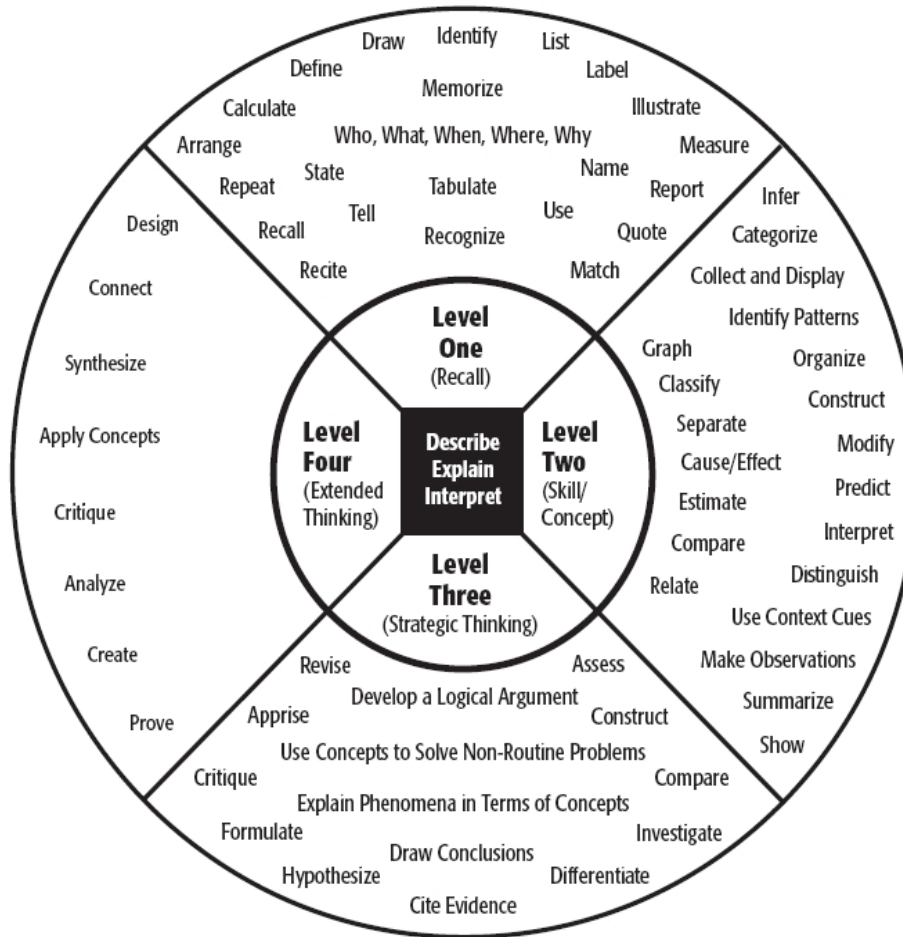 Draw
Identify
List
Define
Label
Memorize
Calculate
Illustrate
Who, What, When, Where, Why
Arrange
Measure
State
Name
Repeat
Tabulate
Report
Tell
Use
Recall
Recognize
Quote
Recite
Match
Level
One
(Recall)
Infer
Categorize
Collect and Display
Identify Patterns
Graph
Organize
Classify
Construct
Separate
Modify
Cause/Effect
Predict
Estimate
Interpret
Compare
Distinguish
Relate
Use Context Cues
Make Observations
Summarize
Show
Level
Two
(Skill/
Concept)
Describe
Explain
Interpret
Level
Three
(Strategic Thinking)
Revise
Assess
Develop a Logical Argument
Apprise
Construct
Use Concepts to Solve Non-Routine Problems
Critique
Compare
Explain Phenomena in Terms of Concepts
Formulate
Investigate
Draw Conclusions
Hypothesize
Differentiate
Cite Evidence
Level
Four
(Extended
Thinking)
Design
Connect
Synthesize
Apply Concepts
Critique
Analyze
Create
Prove